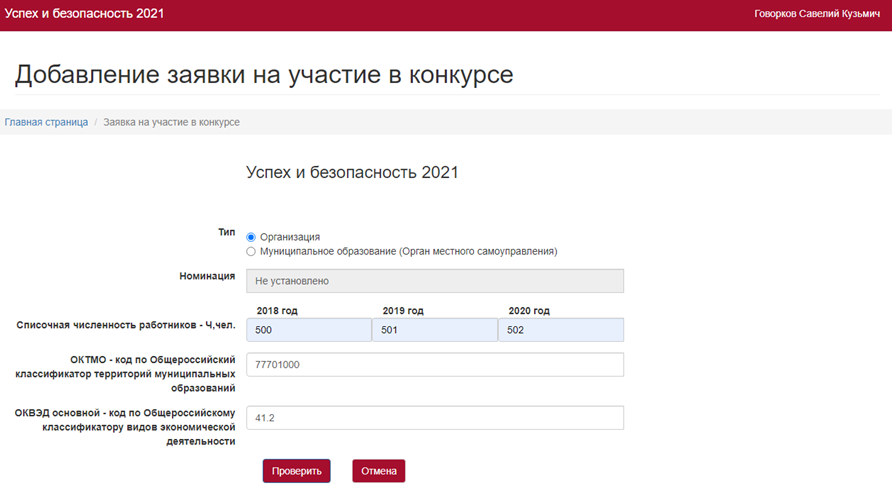 Успех и безопасность 2021
Говорков Савелий Кузьмич
Добавление заявки на участие в конкурсе
Главная страница / Заявка на участие в конкурсе
Успех и безопасность 2021
Тип
Организация
Муниципальное образование (Орган местного самоуправления)
Номинация
Не установлено
2018 год 2019 год 2020 год
Списочная численность работников - Ч,чел.
500 501 502
ОКТМО - код по Общероссийский
классификатор территорий муниципальных
образований
77701000
ОКВЭД основной - код по Общероссийскому
классификатору видов экономической
деятельности
41.2
Проверить Отмена